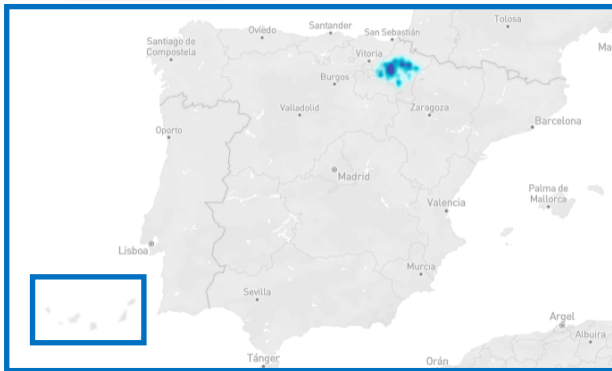 Tolosa
Santander
Oviedo
San Sebastián
Santiago de
Compostela
Vitoria
Burgos
Valladolid
Zaragoza
Barcelona
Oporto
Madrid
Palma de
Mallorca
Valencia
Lisboa
Murcia
Sevilla
Argel
Albuira
Tánger
Orán